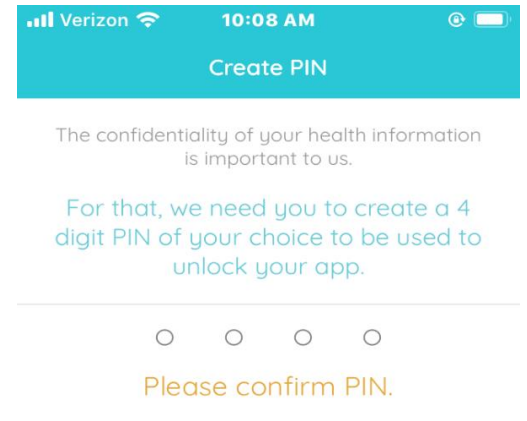 Verizon 10:08 AM
Create PIN
The confidentiality of your health information
is important to us.
For that, we need you to create a 4
digit PIN of your choice to be used to
unlock your app.
Please confirm PIN.